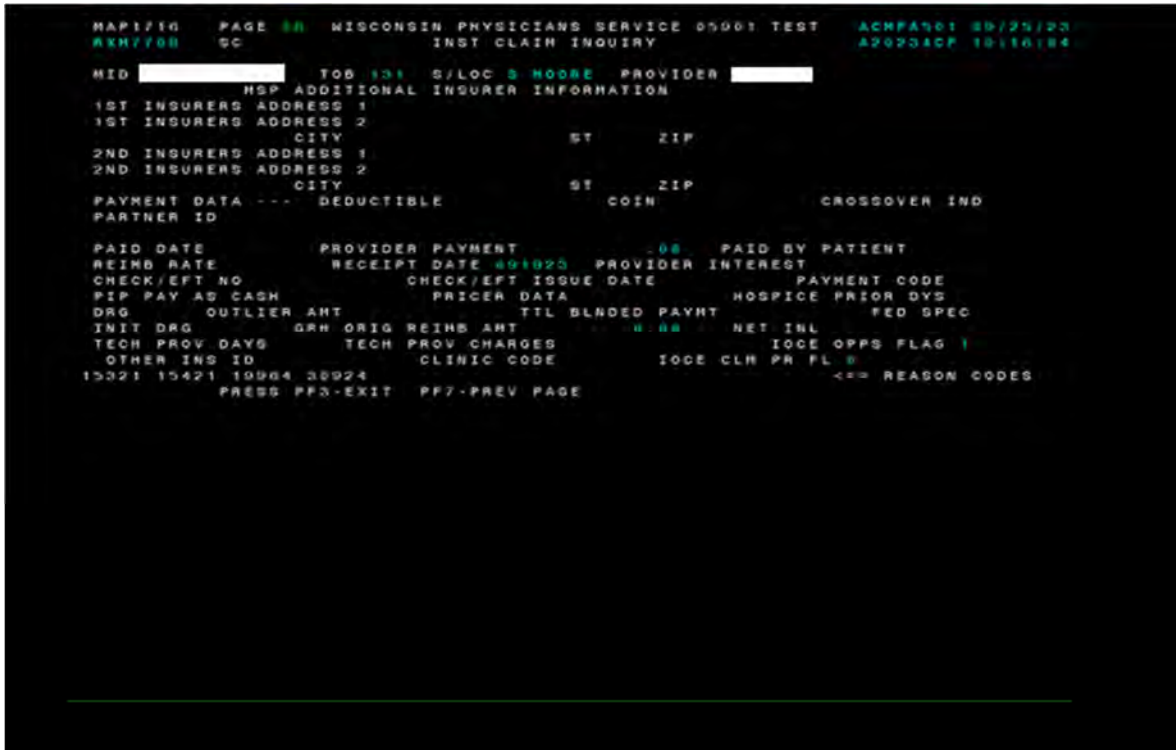 MAP1716 PAGE WISCONSIN PHYSICIANS SERVICE 05001 TEST ACMFA501 09/25/23
RXM7708 SC INST CLAIM INQUIRY A20233CF 10:16:04
MID TOB 131 S/LOC S MOORE PROVIDER
MSP ADDITIONAL INSURER INFORMATION
1ST INSURERS ADDRESS 1
1ST INSURERS ADDRESS 2
CITY ST ZIP
2ND INSURERS ADDRESS 1
2ND INSURERS ADDRESS 2
CITY ST ZIP
PAYMENT DATA --- DEDUCTIBLE COIN CROSSOVER IND
PARTNER ID
PAID DATE PROVIDER PAYMENT .00 PAID BY PATIENT
REIMB RATE RECEIPT DATE 091923 PROVIDER INTEREST
CHECK/EFT NO CHECK/EFT ISSUE DATE PAYMENT CODE
PIP PAY AS CASH PRICER DATA HOSPICE PRIOR DYS
DRG OUTLIER AMT TTL BLNDED PAYMT FED SPEC
INIT DRG GRH ORIG REIMB AMT 0.00 NET INL
TECH PROV DAYS TECH PROV CHARGES IOCE OPPS FLAG 1
OTHER INS ID CLINIC CODE IOCE CLM PR FL 0
15321 15421 19964 38924 <== REASON CODES
PRESS PF3-EXIT PF7-PREV PAGE